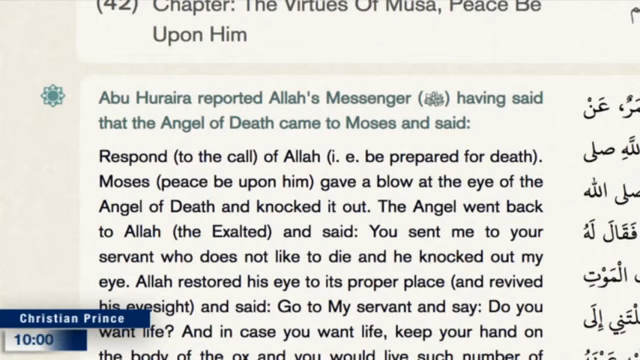 (42) Chapter: The Virtues Of Musa, Peace Be
Upon Him
Abu Huraira reported Allah's Messenger (ﷺ) having said
that the Angel of Death came to Moses and said:
Respond (to the call) of Allah (i. e. be prepared for death).
Moses (peace be upon him) gave a blow at the eye of the
Angel of Death and knocked it out. The Angel went back
to Allah (the Exalted) and said: You sent me to your
servant who does not like to die and he knocked out my
eye. Allah restored his eye to its proper place (and revived
his eyesight) and said: Go to My servant and say: Do you
want life? And in case you want life, keep your hand on
the body of the ox and you would live such number of
عَنْ
اللَّهِ صلى
صلى الله
فَقَالَ لَهُ
الْمَوْتِ
إِلَى
Christian Prince
10:00